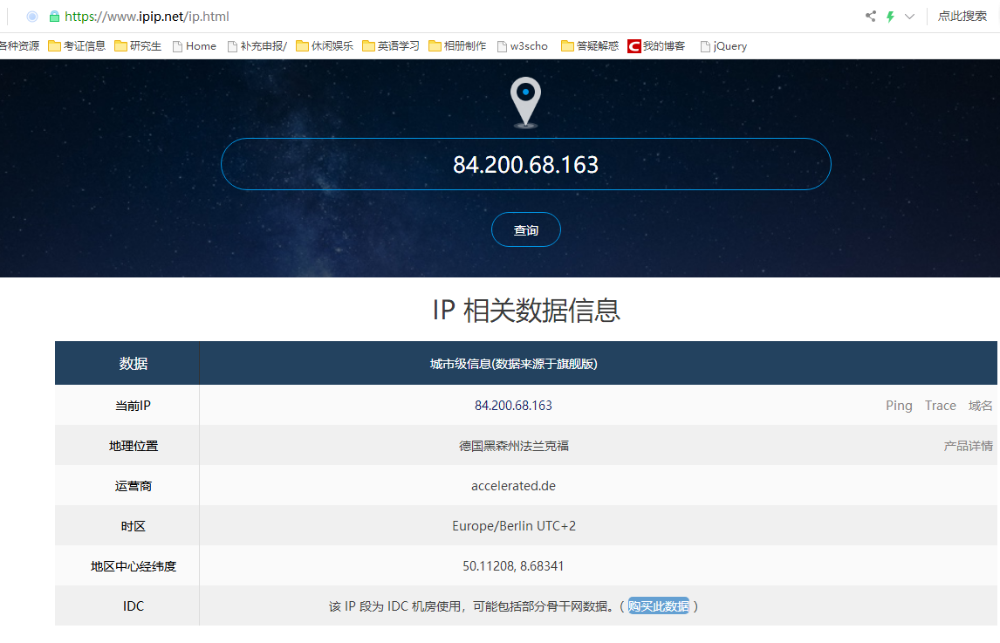 https://www.ipip.net/ip.html 点此搜索
各种资源 考证信息 研究生 Home 补充申报/ 休闲娱乐 英语学习 相册制作 w3scho 答疑解惑 C 我的博客 jQuery
84.200.68.163
查询
IP 相关数据信息
数据 城市级信息(数据来源于旗舰版)
当前IP 84.200.68.163 Ping Trace 域名
地理位置 德国黑森州法兰克福 产品详情
运营商 accelerated.de
时区 Europe/Berlin UTC+2
地区中心经纬度 50.11208, 8.68341
IDC 该 IP 段为 IDC 机房使用，可能包括部分骨干网数据。( 购买此数据 )